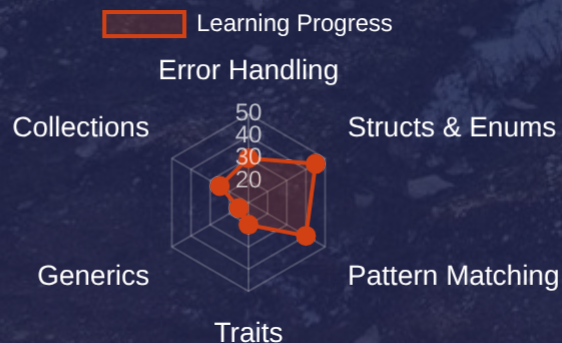 Learning Progress
Error Handling
50
Collections
Structs & Enums
40
30
20
Generics
Pattern Matching
Traits